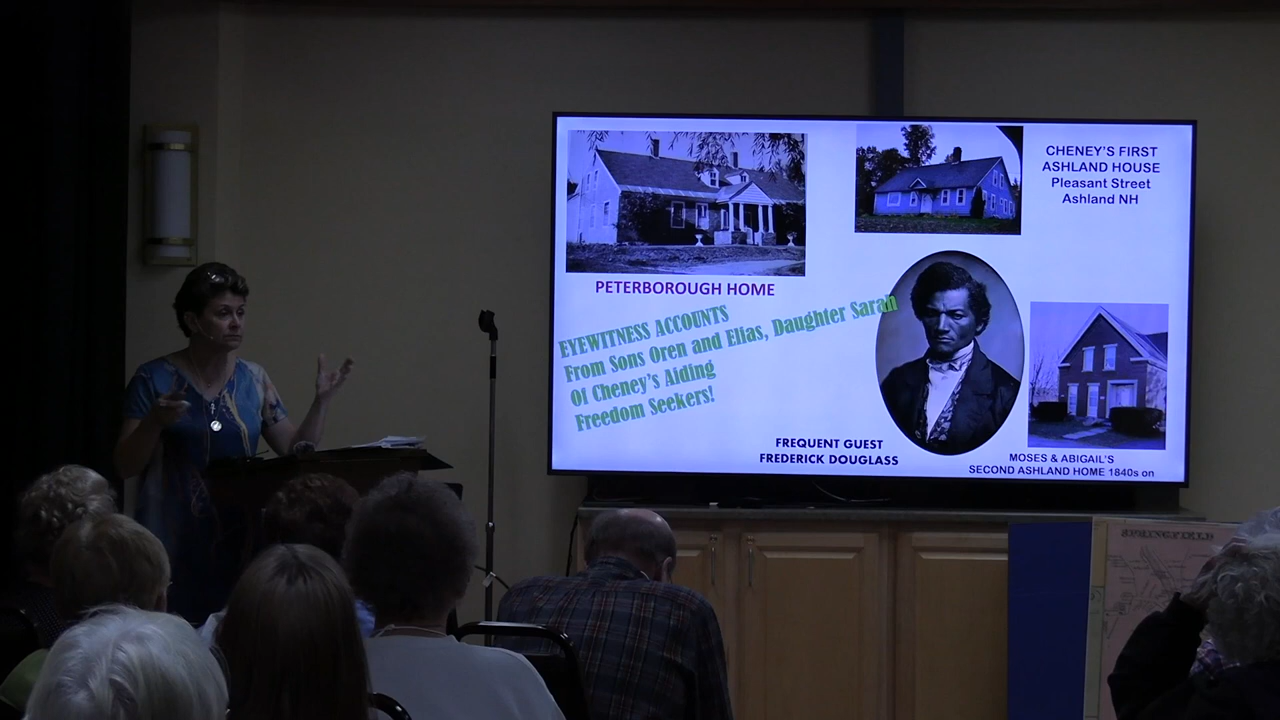 CHENEY'S FIRST
ASHLAND HOUSE
Pleasant Street
Ashland NH
PETERBOROUGH HOME
EYEWITNESS ACCOUNTS
From Sons Oren and Elias, Daughter Sarah
Of Cheney's Aiding
Freedom Seekers!
FREQUENT GUEST
FREDERICK DOUGLASS
MOSES & ABIGAIL'S
SECOND ASHLAND HOME 1840s on
SPRINGFIELD